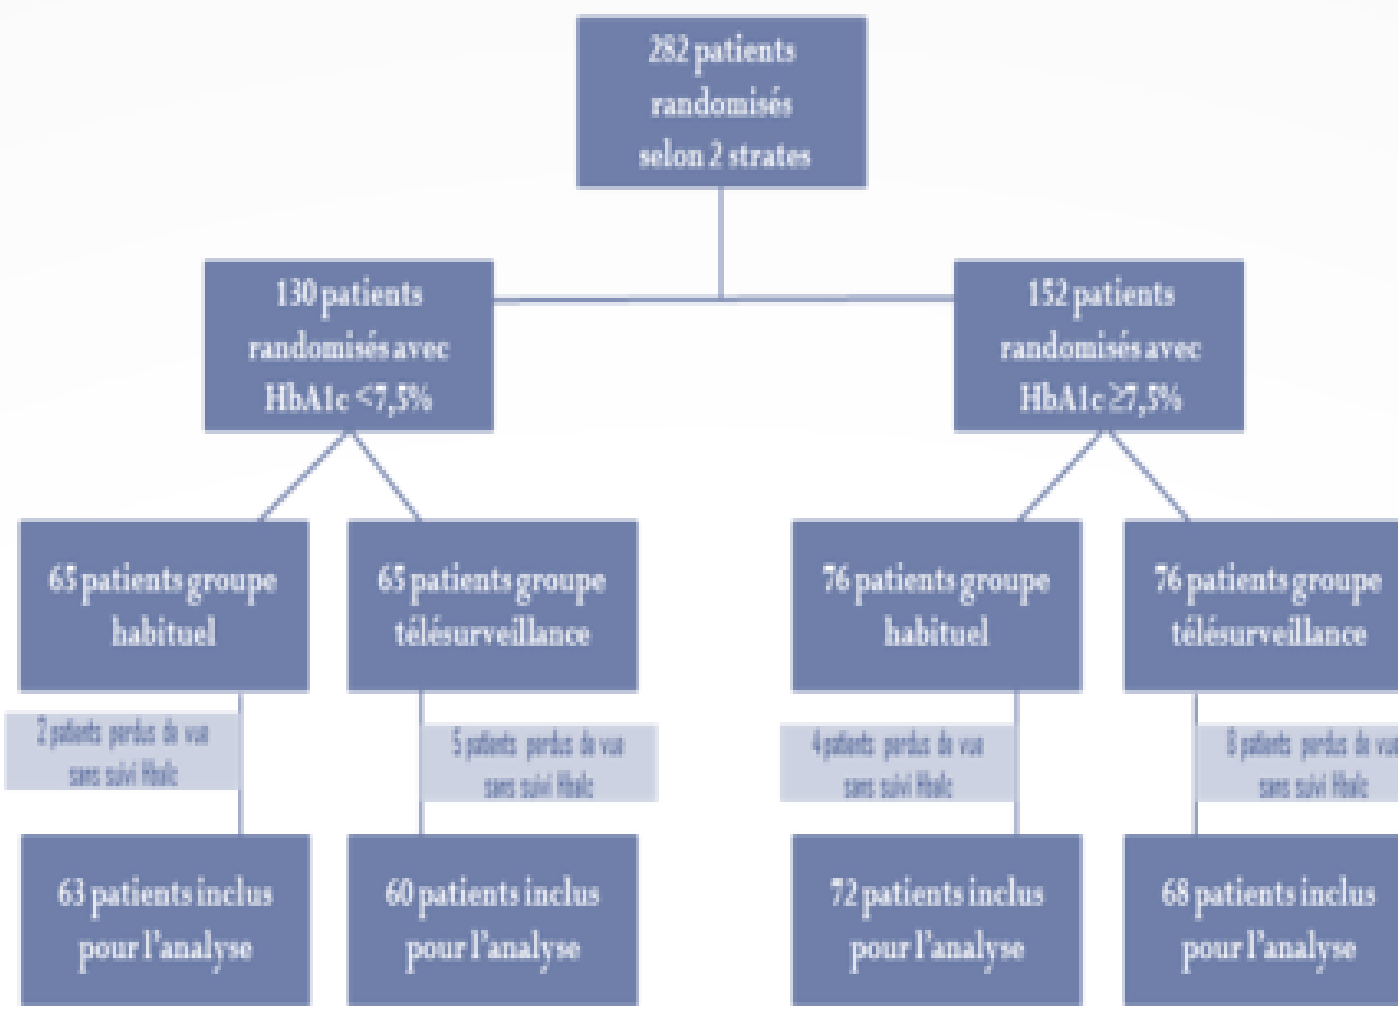 282 patients
randomisés
selon 2 strates
130 patients
randomisés avec
HbA1c <7,5%
152 patients
randomisés avec
HbA1c ≥7,5%
65 patients groupe
habituel
65 patients groupe
télésurveillance
76 patients groupe
habituel
76 patients groupe
télésurveillance
2 patients perdus de vue
sans suivi Hba1c
5 patients perdus de vue
sans suivi Hba1c
4 patients perdus de vue
sans suivi Hba1c
8 patients perdus de vue
sans suivi Hba1c
63 patients inclus
pour l’analyse
60 patients inclus
pour l’analyse
72 patients inclus
pour l’analyse
68 patients inclus
pour l’analyse